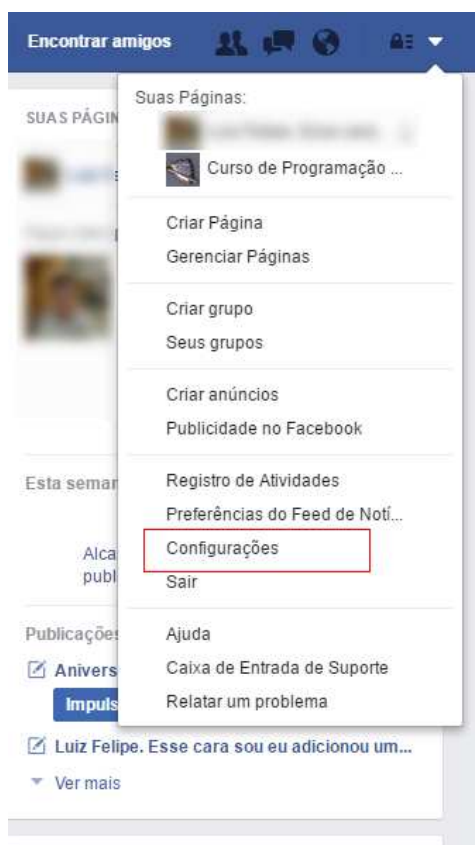 Encontrar amigos
Suas Páginas:
Curso de Programação ...
Criar Página
Gerenciar Páginas
Criar grupo
Seus grupos
Criar anúncios
Publicidade no Facebook
Registro de Atividades
Preferências do Feed de Notí...
Configurações
Sair
Ajuda
Caixa de Entrada de Suporte
Relatar um problema
SUAS PÁGIN
Esta semar
Alca
publ
Publicações
Anivers
Impuls
Luiz Felipe. Esse cara sou eu adicionou um...
Ver mais